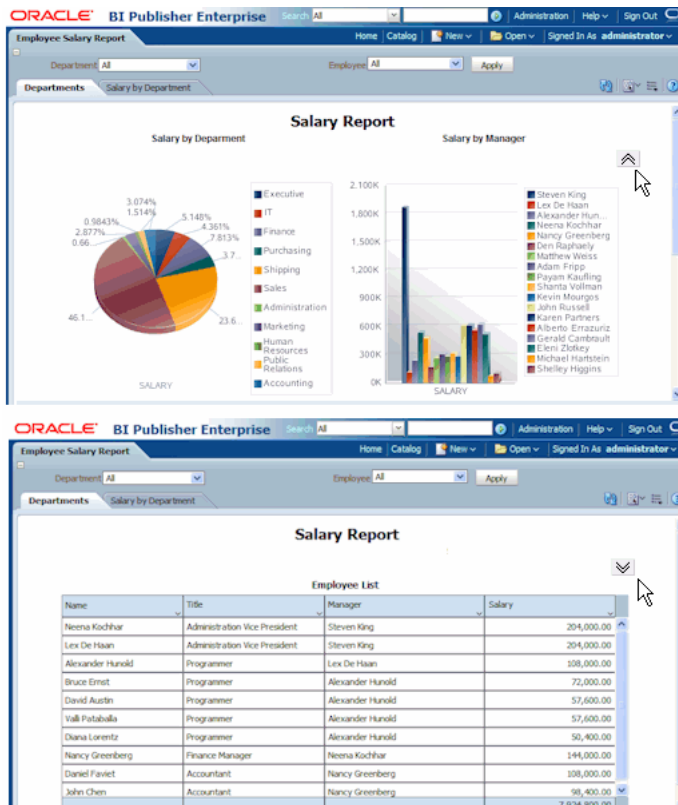 ORACLE BI Publisher Enterprise Search All Administration Help Sign Out
Employee Salary Report Home Catalog New Open Signed In As administrator
Department All Employee All Apply
Departments Salary by Department
Salary Report
Salary by Deparment Salary by Manager
3.074%
1.514%
0.9843%
2.877%
0.66..
5.148%
4.361%
7.813%
3.7..
46.1...
23.6...
SALARY
Executive
IT
Finance
Purchasing
Shipping
Sales
Administration
Marketing
Human
Resources
Public
Relations
Accounting
2.100K
1,800K
1,500K
1,200K
900K
600K
300K
0K
SALARY
Steven King
Lex De Haan
Alexander Hun...
Neena Kochhar
Nancy Greenberg
Den Raphaely
Matthew Weiss
Adam Fripp
Payam Kaufling
Shanta Vollman
Kevin Mourgos
John Russell
Karen Partners
Alberto Errazuriz
Gerald Cambrault
Eleni Zlotkey
Michael Hartstein
Shelley Higgins
ORACLE BI Publisher Enterprise Search All Administration Help Sign Out
Employee Salary Report Home Catalog New Open Signed In As administrator
Department All Employee All Apply
Departments Salary by Department
Salary Report
Employee List
Name Title Manager Salary
Neena Kochhar Administration Vice President Steven King 204,000.00
Lex De Haan Administration Vice President Steven King 204,000.00
Alexander Hunold Programmer Lex De Haan 108,000.00
Bruce Ernst Programmer Alexander Hunold 72,000.00
David Austin Programmer Alexander Hunold 57,600.00
Valli Pataballa Programmer Alexander Hunold 57,600.00
Diana Lorentz Programmer Alexander Hunold 50,400.00
Nancy Greenberg Finance Manager Neena Kochhar 144,000.00
Daniel Faviet Accountant Nancy Greenberg 108,000.00
John Chen Accountant Nancy Greenberg 98,400.00